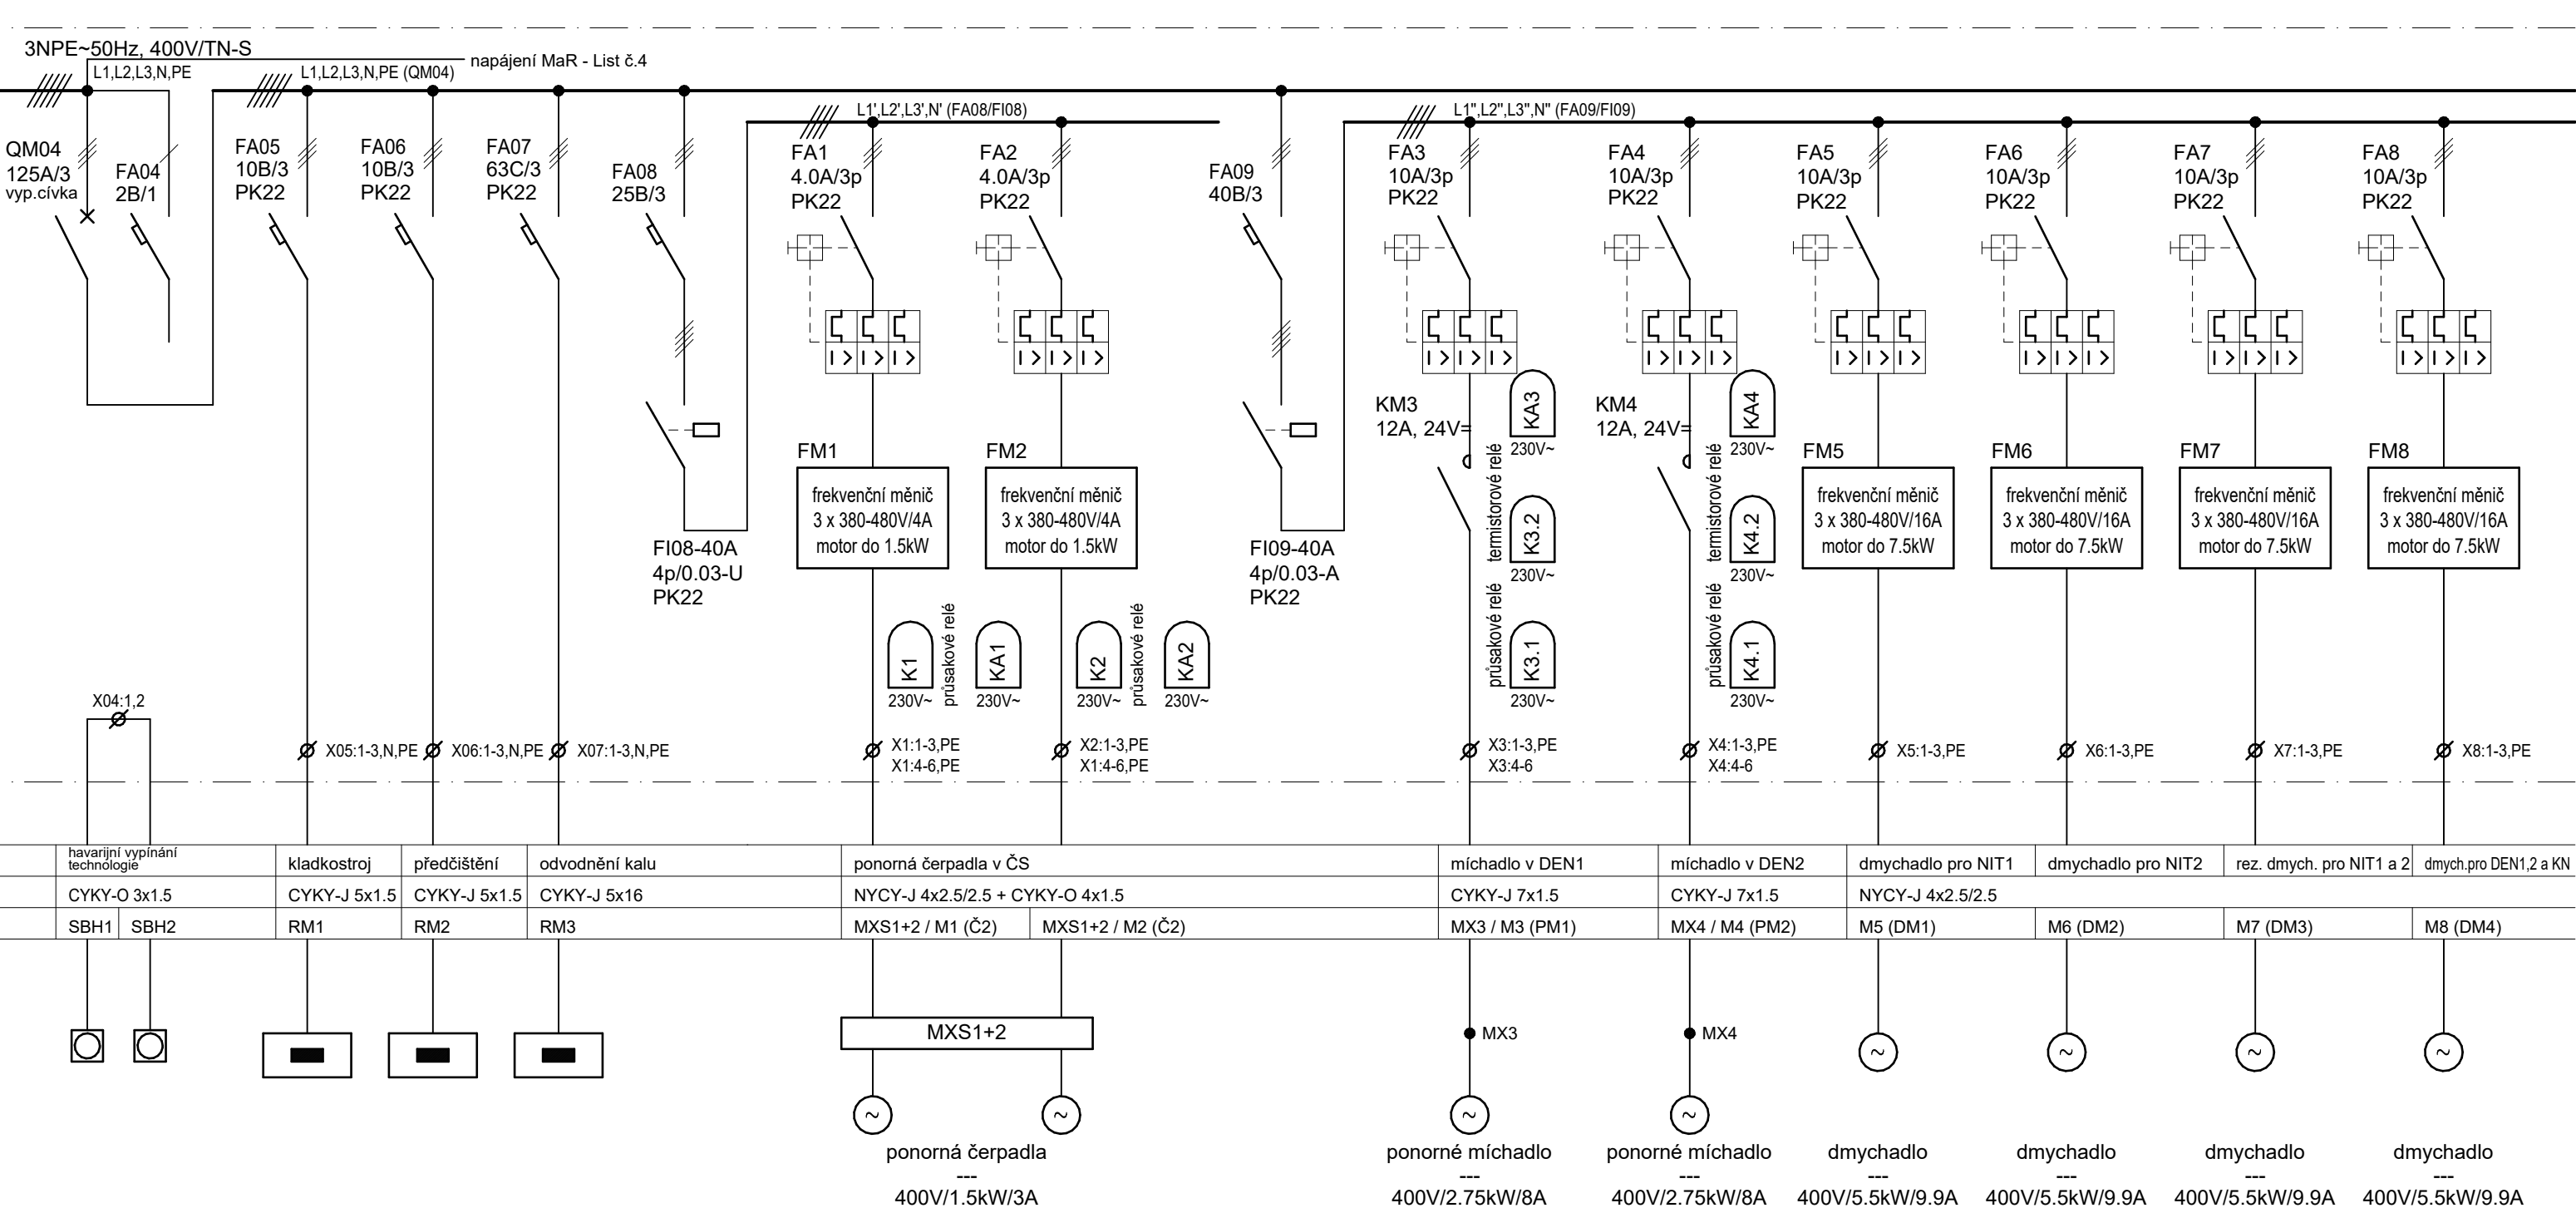 3NPE~50Hz, 400V/TN-S
L1,L2,L3,N,PE
L1,L2,L3,N,PE (QM04)
napájení MaR - List č.4
L1',L2',L3',N' (FA08/FI08)
L1",L2",L3",N" (FA09/FI09)
QM04
125A/3
vyp.cívka
FA04
2B/1
FA05
10B/3
PK22
FA06
10B/3
PK22
FA07
63C/3
PK22
FA08
25B/3
FA1
4.0A/3p
PK22
FA2
4.0A/3p
PK22
FA09
40B/3
FA3
10A/3p
PK22
FA4
10A/3p
PK22
FA5
10A/3p
PK22
FA6
10A/3p
PK22
FA7
10A/3p
PK22
FA8
10A/3p
PK22
I> I> I>
I> I> I>
I> I> I>
I> I> I>
I> I> I>
I> I> I>
I> I> I>
I> I> I>
FI08-40A
4p/0.03-U
PK22
FM1
frekvenční měnič
3 x 380-480V/4A
motor do 1.5kW
FM2
frekvenční měnič
3 x 380-480V/4A
motor do 1.5kW
FI09-40A
4p/0.03-A
PK22
KM3
12A, 24V=
KA3
230V~
termistorové relé
K3.2
230V~
průsakové relé
K3.1
230V~
KM4
12A, 24V=
KA4
230V~
termistorové relé
K4.2
230V~
průsakové relé
K4.1
230V~
FM5
frekvenční měnič
3 x 380-480V/16A
motor do 7.5kW
FM6
frekvenční měnič
3 x 380-480V/16A
motor do 7.5kW
FM7
frekvenční měnič
3 x 380-480V/16A
motor do 7.5kW
FM8
frekvenční měnič
3 x 380-480V/16A
motor do 7.5kW
K1
230V~
průsakové relé
KA1
230V~
K2
230V~
průsakové relé
KA2
230V~
X04:1,2
X05:1-3,N,PE
X06:1-3,N,PE
X07:1-3,N,PE
X1:1-3,PE
X1:4-6,PE
X2:1-3,PE
X1:4-6,PE
X3:1-3,PE
X3:4-6
X4:1-3,PE
X4:4-6
X5:1-3,PE
X6:1-3,PE
X7:1-3,PE
X8:1-3,PE
havarijní vypínání
technologie
kladkostroj
předčištění
odvodnění kalu
ponorná čerpadla v ČS
míchadlo v DEN1
míchadlo v DEN2
dmychadlo pro NIT1
dmychadlo pro NIT2
rez. dmych. pro NIT1 a 2
dmych.pro DEN1,2 a KN
CYKY-O 3x1.5
CYKY-J 5x1.5
CYKY-J 5x1.5
CYKY-J 5x16
NYCY-J 4x2.5/2.5 + CYKY-O 4x1.5
CYKY-J 7x1.5
CYKY-J 7x1.5
NYCY-J 4x2.5/2.5
SBH1
SBH2
RM1
RM2
RM3
MXS1+2 / M1 (Č2)
MXS1+2 / M2 (Č2)
MX3 / M3 (PM1)
MX4 / M4 (PM2)
M5 (DM1)
M6 (DM2)
M7 (DM3)
M8 (DM4)
MXS1+2
MX3
MX4
~
~
~
~
~
~
~
~
ponorná čerpadla
---
400V/1.5kW/3A
ponorné míchadlo
---
400V/2.75kW/8A
ponorné míchadlo
---
400V/2.75kW/8A
dmychadlo
---
400V/5.5kW/9.9A
dmychadlo
---
400V/5.5kW/9.9A
dmychadlo
---
400V/5.5kW/9.9A
dmychadlo
---
400V/5.5kW/9.9A